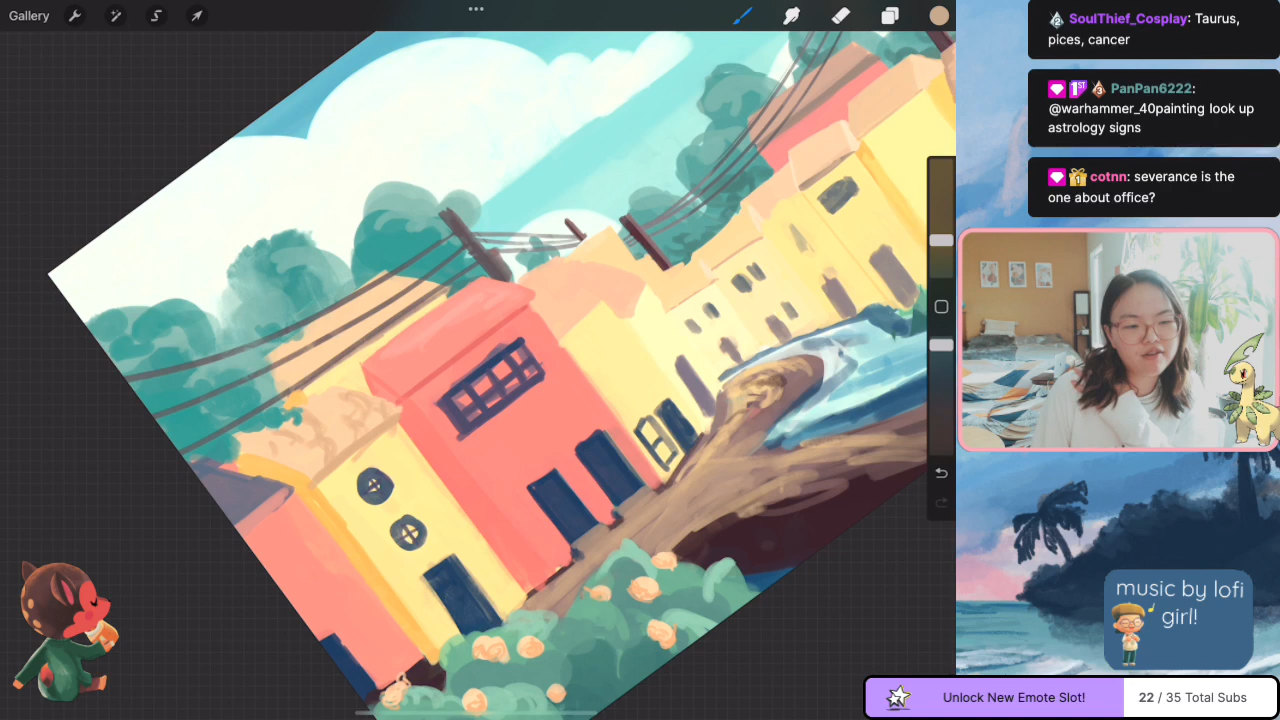 Gallery
SoulThief_Cosplay: Taurus,
pices, cancer
1ST PanPan6222:
@warhammer_40painting look up
astrology signs
cotnn: severance is the
one about office?
music by lofi
girl!
Unlock New Emote Slot!
22 / 35 Total Subs